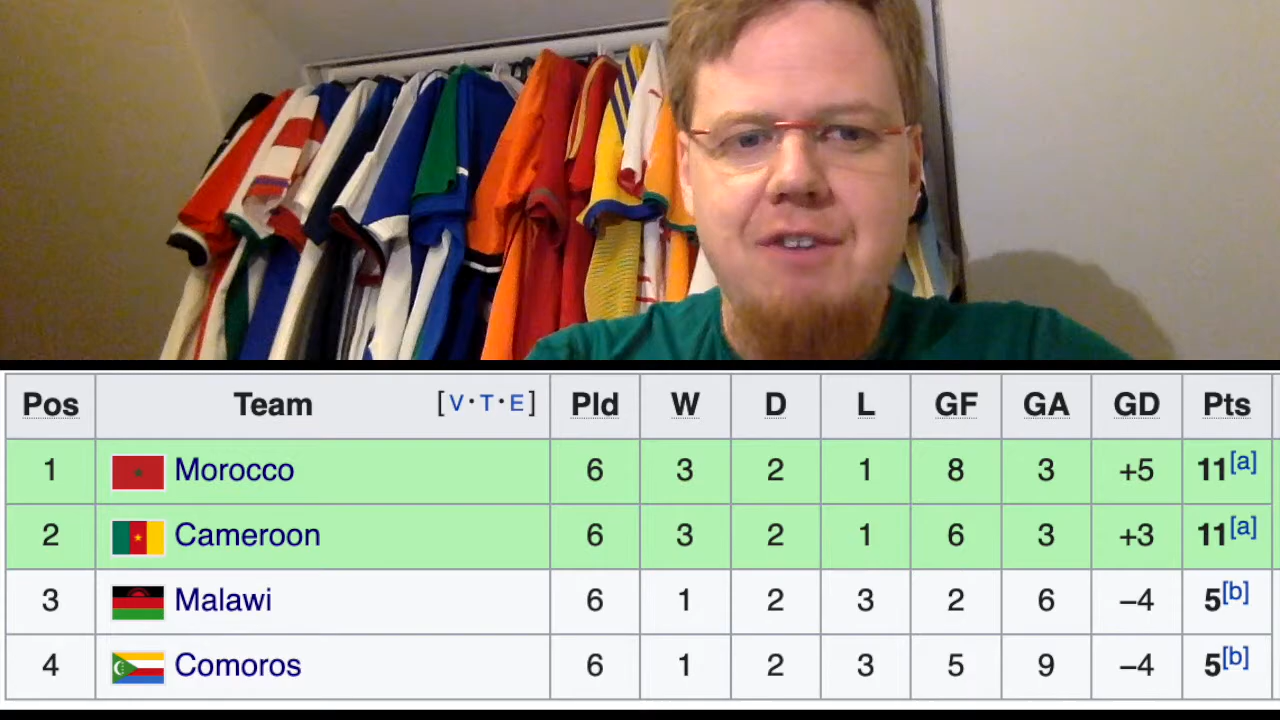 Pos Team [V·T·E] Pld W D L GF GA GD Pts
1 Morocco 6 3 2 1 8 3 +5 11[a]
2 Cameroon 6 3 2 1 6 3 +3 11[a]
3 Malawi 6 1 2 3 2 6 −4 5[b]
4 Comoros 6 1 2 3 5 9 −4 5[b]